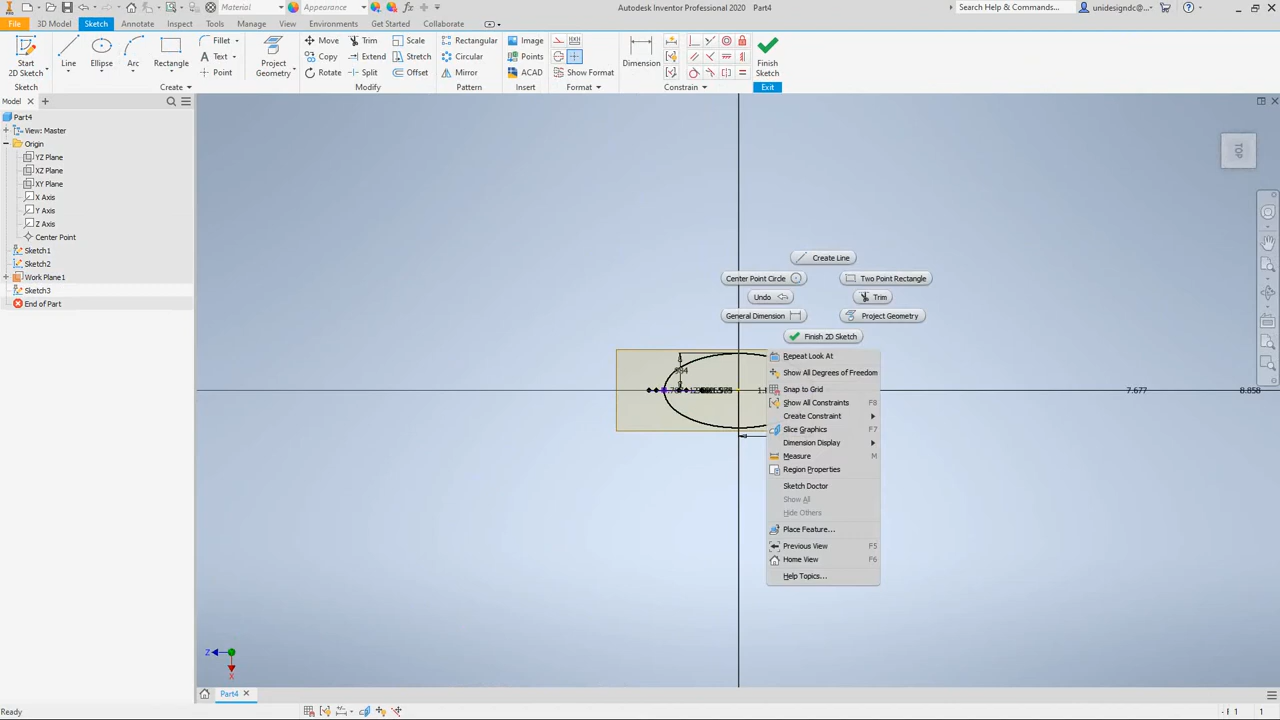 Material
Appearance
Autodesk Inventor Professional 2020 Part4
Search Help & Commands...
unidesigndc@...
File
3D Model
Sketch
Annotate
Inspect
Tools
Manage
View
Environments
Get Started
Collaborate
Start
2D Sketch
Line
Ellipse
Arc
Rectangle
Fillet
Text
Point
Project
Geometry
Move
Copy
Rotate
Trim
Extend
Split
Scale
Stretch
Offset
Rectangular
Circular
Mirror
Image
Points
ACAD
Show Format
Dimension
Finish
Sketch
Sketch
Create
Modify
Pattern
Insert
Format
Constrain
Exit
Model
Part4
View: Master
Origin
YZ Plane
XZ Plane
XY Plane
X Axis
Y Axis
Z Axis
Center Point
Sketch1
Sketch2
Work Plane1
Sketch3
End of Part
TOP
Create Line
Center Point Circle
Two Point Rectangle
Undo
Trim
General Dimension
Project Geometry
Finish 2D Sketch
Repeat Look At
Show All Degrees of Freedom
Snap to Grid
Show All Constraints F8
Create Constraint
Slice Graphics F7
Dimension Display
Measure M
Region Properties
Sketch Doctor
Show All
Hide Others
Place Feature...
Previous View F5
Home View F6
Help Topics...
7.677
8.858
Z
X
Part4
Ready
1
1